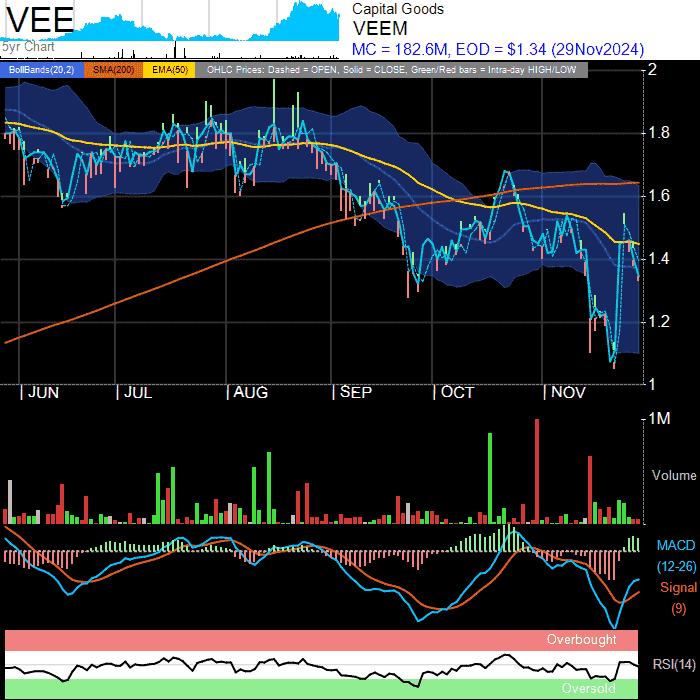 VEE
5yr Chart
Capital Goods
VEEM
MC = 182.6M, EOD = $1.34 (29Nov2024)
BollBands(20,2) SMA(200) EMA(50) OHLC Prices: Dashed = OPEN, Solid = CLOSE, Green/Red bars = Intra-day HIGH/LOW
2
1.8
1.6
1.4
1.2
1
| JUN | JUL | AUG | SEP | OCT | NOV
1M
Volume
MACD
(12-26)
Signal
(9)
Overbought
RSI(14)
Oversold